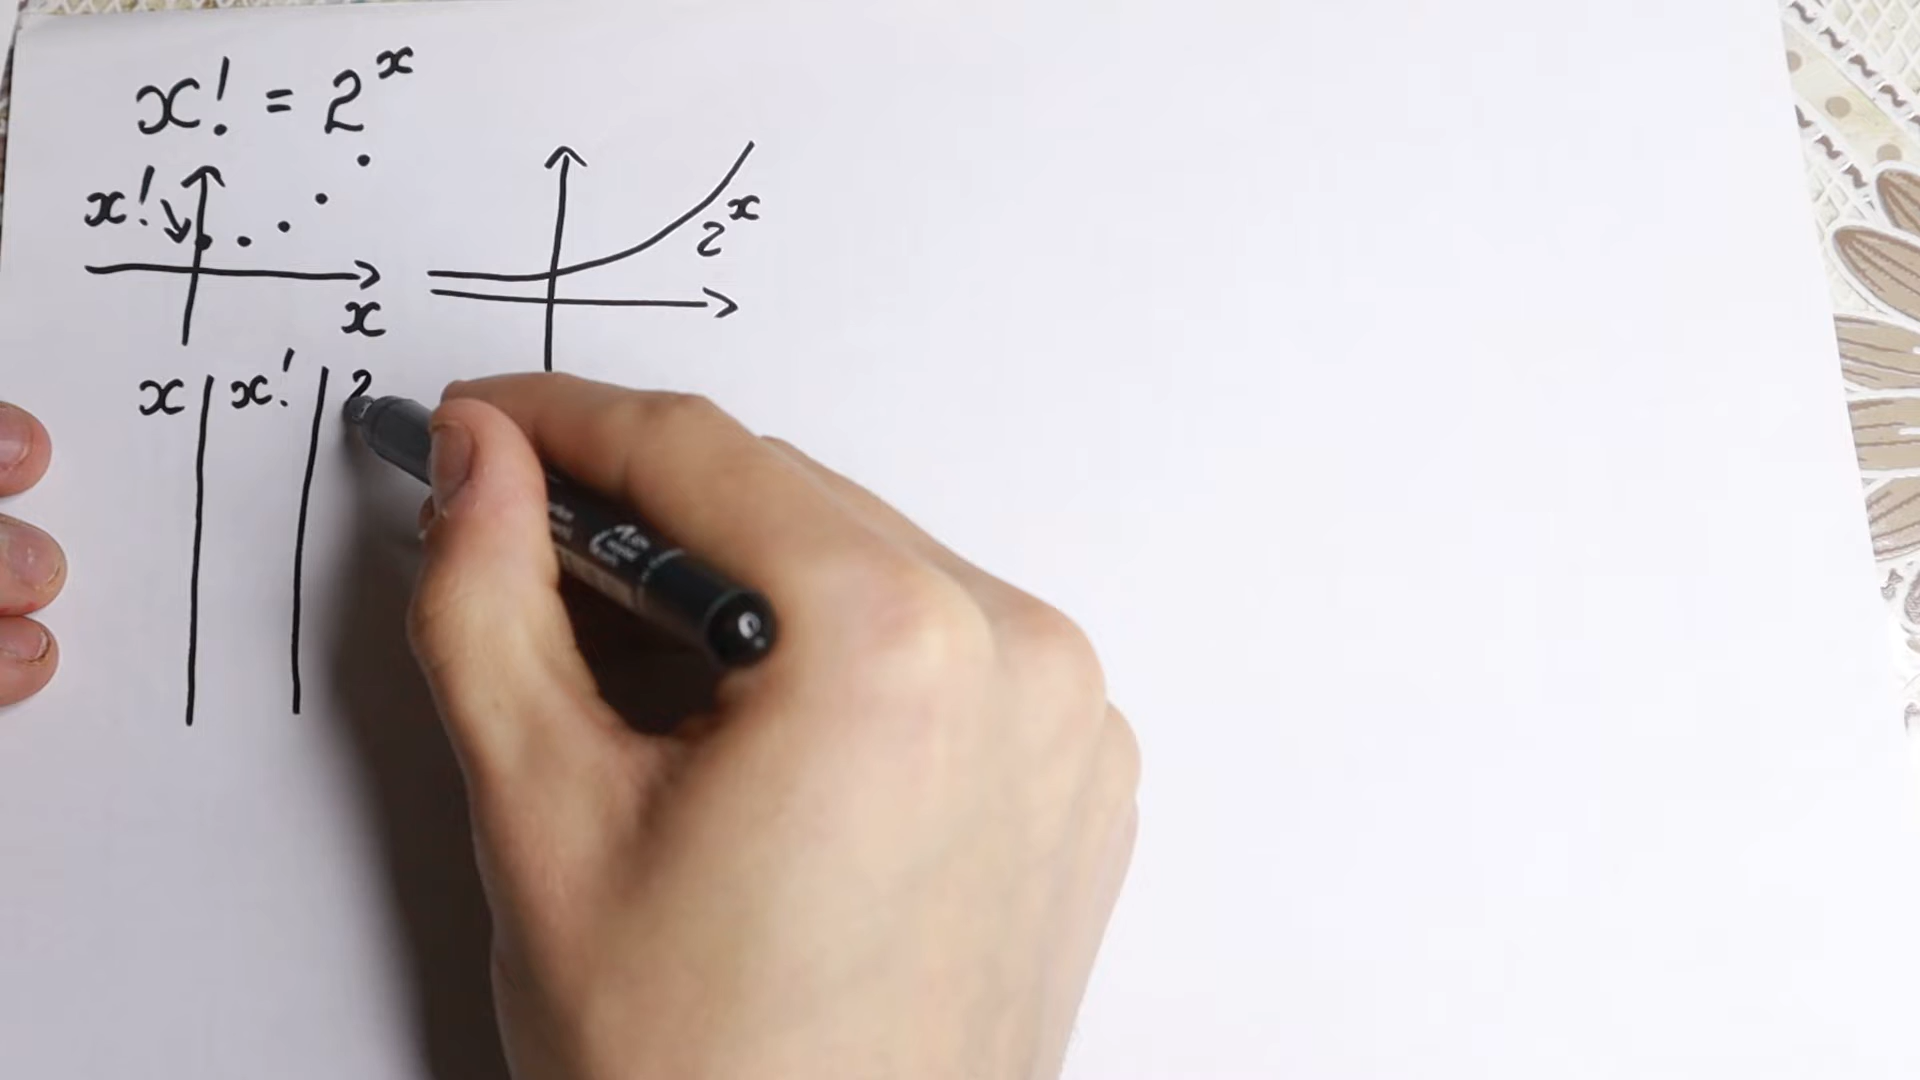 x! = 2^x
x!
x
2^x
x x! 2